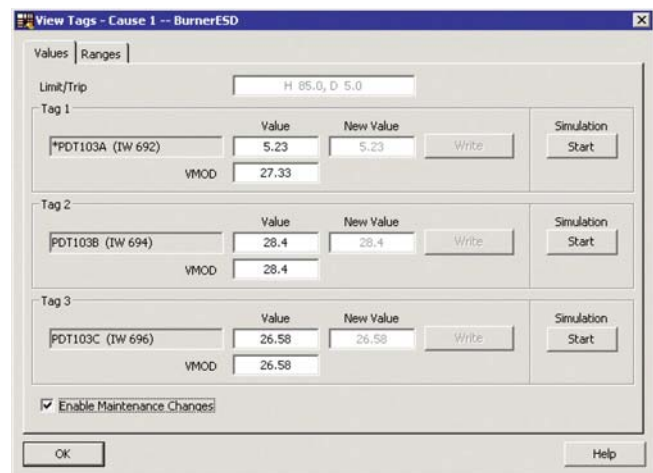 View Tags - Cause 1 -- BurnerESD
Values Ranges
Limit/Trip H 85.0, D 5.0
Tag 1
Value New Value Simulation
*PDT103A (IW 692) 5.23 5.23 Write Start
VMOD 27.33
Tag 2
Value New Value Simulation
PDT103B (IW 694) 28.4 28.4 Write Start
VMOD 28.4
Tag 3
Value New Value Simulation
PDT103C (IW 696) 26.58 26.58 Write Start
VMOD 26.58
Enable Maintenance Changes
OK Help